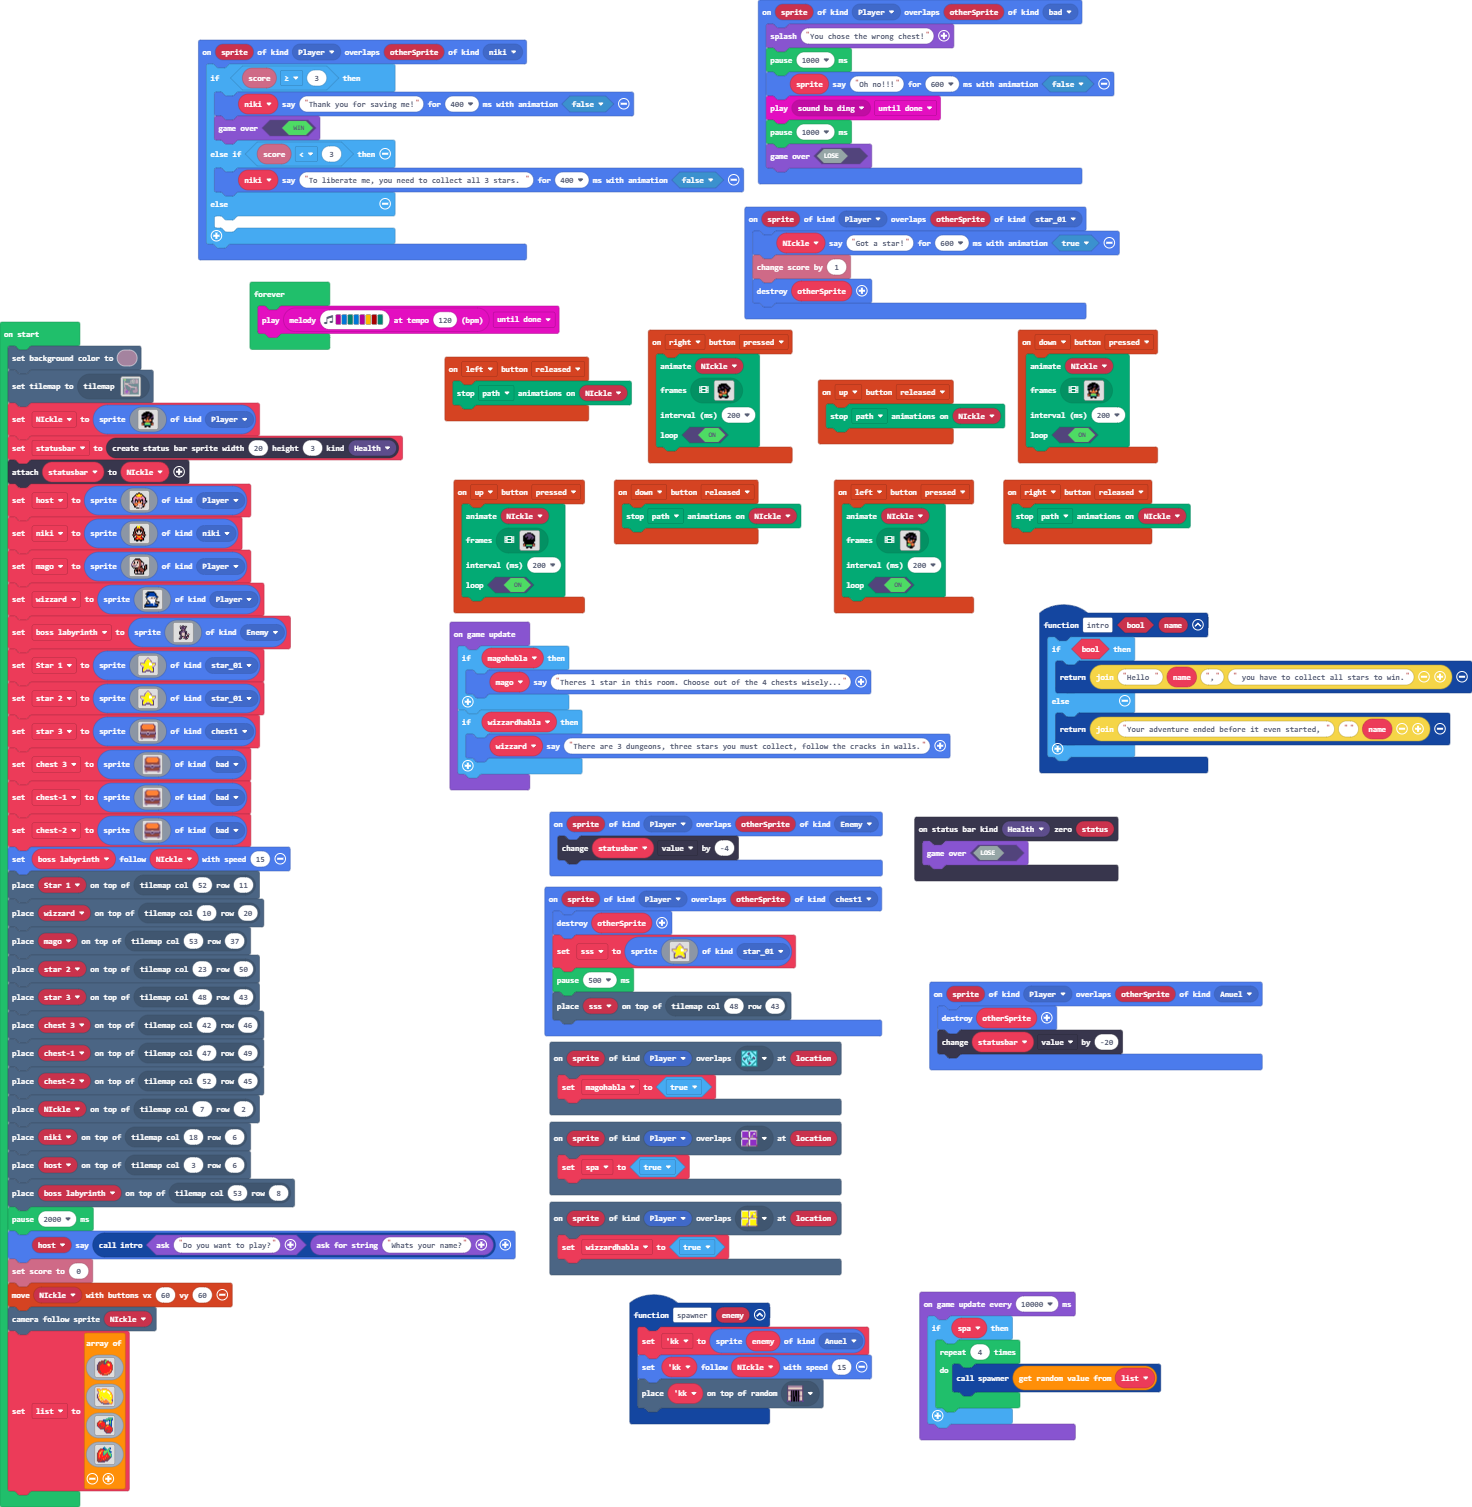 on sprite of kind Player overlaps otherSprite of kind niki
if score ≥ 3 then
niki say "Thank you for saving me!" for 400 ms with animation false
game over WIN
else if score < 3 then
niki say "To liberate me, you need to collect all 3 stars. " for 400 ms with animation false
else
on sprite of kind Player overlaps otherSprite of kind bad
splash "You chose the wrong chest!"
pause 1000 ms
sprite say "Oh no!!!" for 600 ms with animation false
play sound ba ding until done
pause 1000 ms
game over LOSE
on sprite of kind Player overlaps otherSprite of kind star_01
NIckle say "Got a star!" for 600 ms with animation true
change score by 1
destroy otherSprite
forever
play melody at tempo 120 (bpm) until done
on start
set background color to
set tilemap to tilemap
set NIckle to sprite of kind Player
set statusbar to create status bar sprite width 20 height 3 kind Health
attach statusbar to NIckle
set host to sprite of kind Player
set niki to sprite of kind niki
set mago to sprite of kind Player
set wizzard to sprite of kind Player
set boss labyrinth to sprite of kind Enemy
set Star 1 to sprite of kind star_01
set star 2 to sprite of kind star_01
set star 3 to sprite of kind chest1
set chest 3 to sprite of kind bad
set chest-1 to sprite of kind bad
set chest-2 to sprite of kind bad
set boss labyrinth follow NIckle with speed 15
place Star 1 on top of tilemap col 52 row 11
place wizzard on top of tilemap col 10 row 20
place mago on top of tilemap col 53 row 37
place star 2 on top of tilemap col 23 row 50
place star 3 on top of tilemap col 48 row 43
place chest 3 on top of tilemap col 42 row 46
place chest-1 on top of tilemap col 47 row 49
place chest-2 on top of tilemap col 52 row 45
place NIckle on top of tilemap col 7 row 2
place niki on top of tilemap col 18 row 6
place host on top of tilemap col 3 row 6
place boss labyrinth on top of tilemap col 53 row 8
pause 2000 ms
host say call intro ask "Do you want to play?" ask for string "Whats your name?"
set score to 0
move NIckle with buttons vx 60 vy 60
camera follow sprite NIckle
set list to array of
on left button released
stop path animations on NIckle
on right button pressed
animate NIckle
frames
interval (ms) 200
loop ON
on up button released
stop path animations on NIckle
on down button pressed
animate NIckle
frames
interval (ms) 200
loop ON
on up button pressed
animate NIckle
frames
interval (ms) 200
loop ON
on down button released
stop path animations on NIckle
on left button pressed
animate NIckle
frames
interval (ms) 200
loop ON
on right button released
stop path animations on NIckle
on game update
if magohabla then
mago say "Theres 1 star in this room. Choose out of the 4 chests wisely..."
if wizzardhabla then
wizzard say "There are 3 dungeons, three stars you must collect, follow the cracks in walls."
function intro bool name
if bool then
return join "Hello " name "," " you have to collect all stars to win."
else
return join "Your adventure ended before it even started, " "" name
on sprite of kind Player overlaps otherSprite of kind Enemy
change statusbar value by -4
on status bar kind Health zero status
game over LOSE
on sprite of kind Player overlaps otherSprite of kind chest1
destroy otherSprite
set sss to sprite of kind star_01
pause 500 ms
place sss on top of tilemap col 48 row 43
on sprite of kind Player overlaps otherSprite of kind Anuel
destroy otherSprite
change statusbar value by -20
on sprite of kind Player overlaps at location
set magohabla to true
on sprite of kind Player overlaps at location
set spa to true
on sprite of kind Player overlaps at location
set wizzardhabla to true
function spawner enemy
set 'kk to sprite enemy of kind Anuel
set 'kk follow NIckle with speed 15
place 'kk on top of random
on game update every 10000 ms
if spa then
repeat 4 times
do call spawner get random value from list